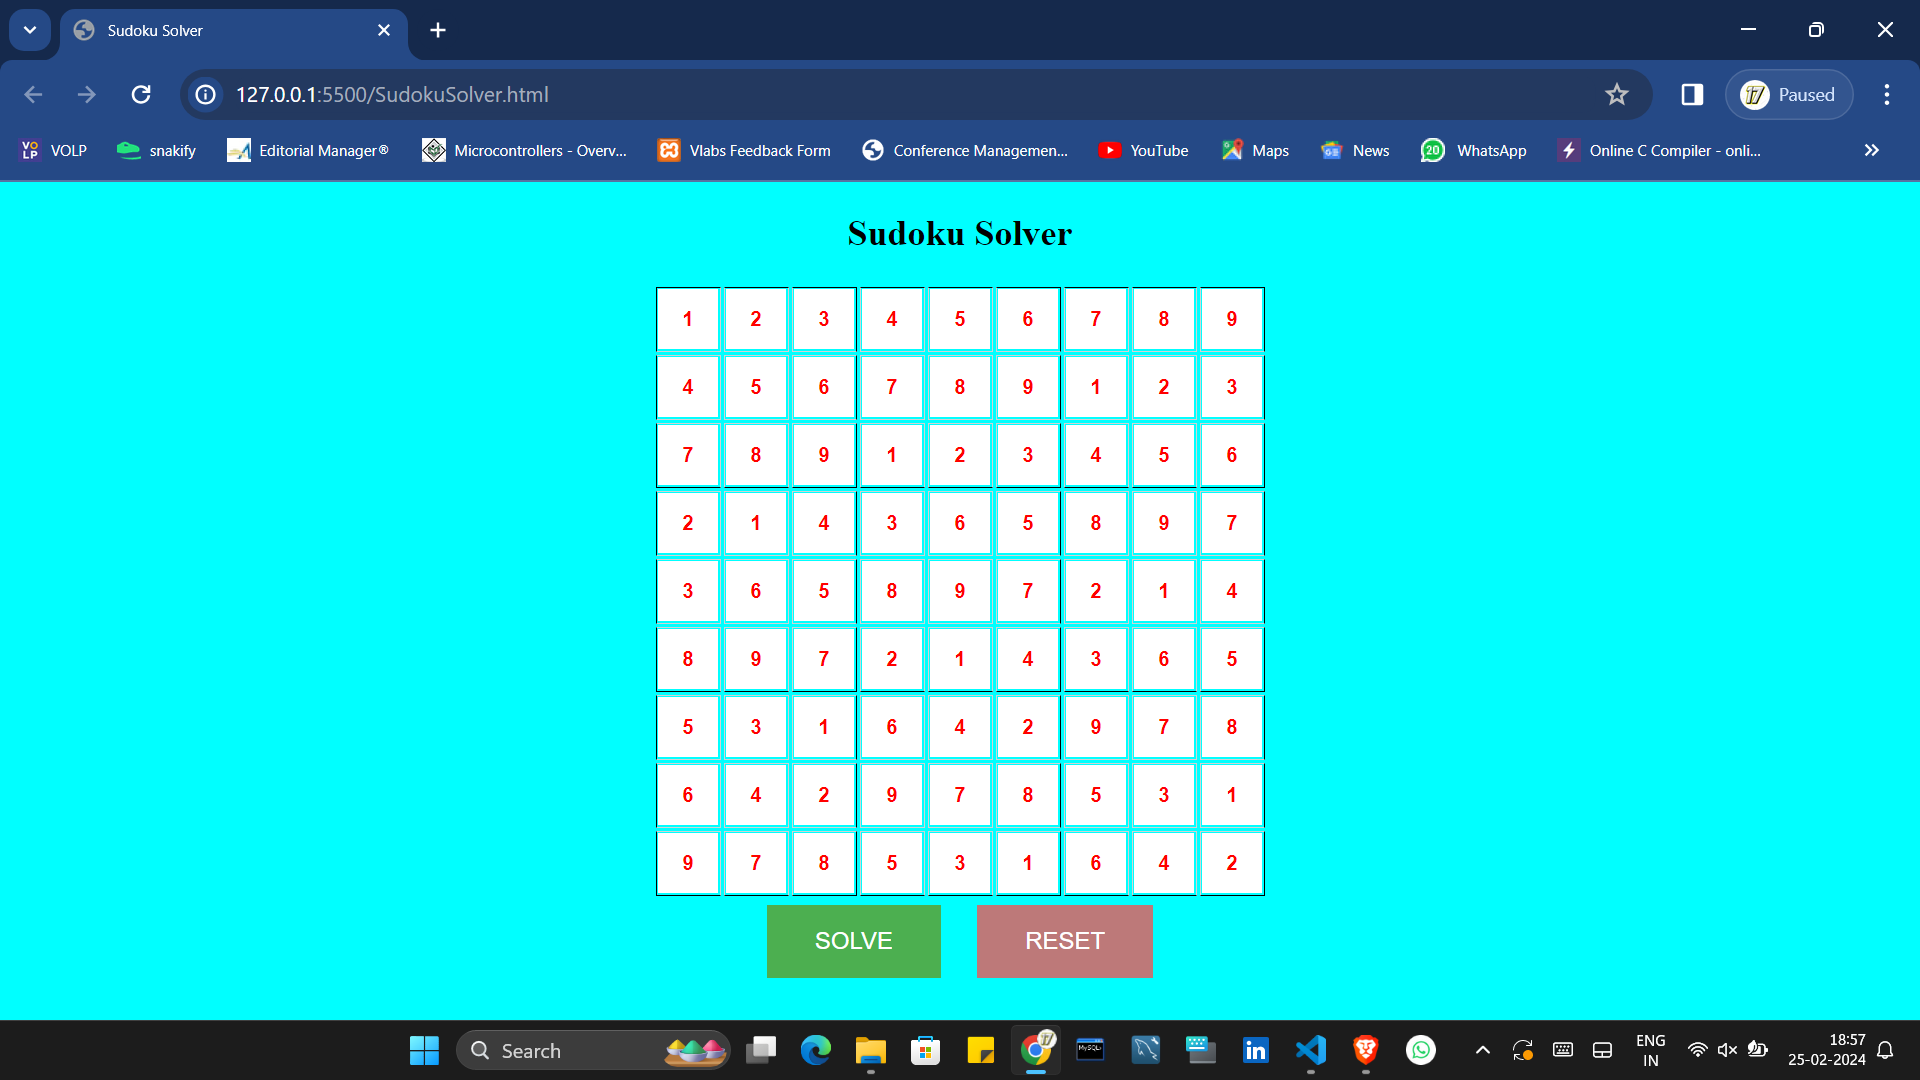 Sudoku Solver
127.0.0.1:5500/SudokuSolver.html
17 Paused
VOLP VOLP snakify Editorial Manager® Microcontrollers - Overv... Vlabs Feedback Form Conference Managemen... YouTube Maps News 20 WhatsApp Online C Compiler - onli...
Sudoku Solver
1 2 3 4 5 6 7 8 9
4 5 6 7 8 9 1 2 3
7 8 9 1 2 3 4 5 6
2 1 4 3 6 5 8 9 7
3 6 5 8 9 7 2 1 4
8 9 7 2 1 4 3 6 5
5 3 1 6 4 2 9 7 8
6 4 2 9 7 8 5 3 1
9 7 8 5 3 1 6 4 2
SOLVE RESET
Search
ENG
IN
18:57
25-02-2024